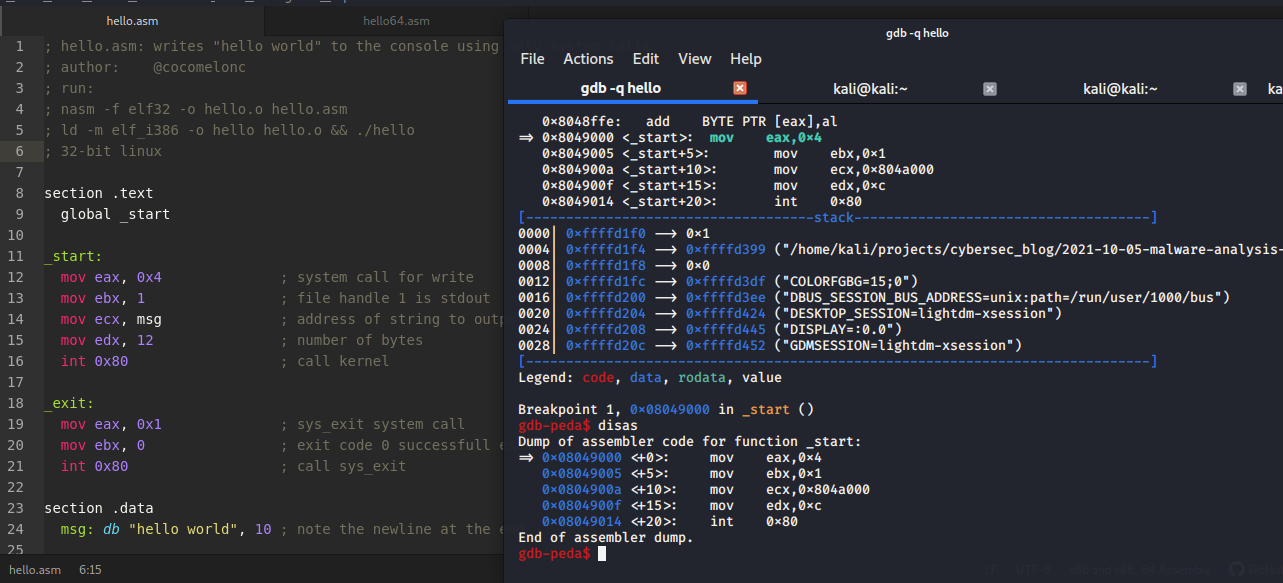 hello.asm
hello64.asm
1 ; hello.asm: writes "hello world" to the console using
2 ; author:    @cocomelonc
3 ; run:
4 ; nasm -f elf32 -o hello.o hello.asm
5 ; ld -m elf_i386 -o hello hello.o && ./hello
6 ; 32-bit linux
7
8 section .text
9   global _start
10
11 _start:
12   mov eax, 0x4              ; system call for write
13   mov ebx, 1                ; file handle 1 is stdout
14   mov ecx, msg              ; address of string to outp
15   mov edx, 12               ; number of bytes
16   int 0x80                  ; call kernel
17
18 _exit:
19   mov eax, 0x1              ; sys_exit system call
20   mov ebx, 0                ; exit code 0 successfull e
21   int 0x80                  ; call sys_exit
22
23 section .data
24   msg: db "hello world", 10 ; note the newline at the e
25
hello.asm    6:15
gdb -q hello
File Actions Edit View Help
gdb -q hello    kali@kali:~    kali@kali:~    ka
0×8048ffe:   add    BYTE PTR [eax],al
⇒ 0×8049000 <_start>:  mov    eax,0×4
0×8049005 <_start+5>:        mov    ebx,0×1
0×804900a <_start+10>:       mov    ecx,0×804a000
0×804900f <_start+15>:       mov    edx,0×c
0×8049014 <_start+20>:       int    0×80
[------------------------------------stack-------------------------------------]
0000| 0×ffffd1f0 ⟶ 0×1
0004| 0×ffffd1f4 ⟶ 0×ffffd399 ("/home/kali/projects/cybersec_blog/2021-10-05-malware-analysis-
0008| 0×ffffd1f8 ⟶ 0×0
0012| 0×ffffd1fc ⟶ 0×ffffd3df ("COLORFGBG=15;0")
0016| 0×ffffd200 ⟶ 0×ffffd3ee ("DBUS_SESSION_BUS_ADDRESS=unix:path=/run/user/1000/bus")
0020| 0×ffffd204 ⟶ 0×ffffd424 ("DESKTOP_SESSION=lightdm-xsession")
0024| 0×ffffd208 ⟶ 0×ffffd445 ("DISPLAY=:0.0")
0028| 0×ffffd20c ⟶ 0×ffffd452 ("GDMSESSION=lightdm-xsession")
[------------------------------------------------------------------------------]
Legend: code, data, rodata, value
Breakpoint 1, 0×08049000 in _start ()
gdb-peda$ disas
Dump of assembler code for function _start:
⇒ 0×08049000 <+0>:     mov    eax,0×4
0×08049005 <+5>:     mov    ebx,0×1
0×0804900a <+10>:    mov    ecx,0×804a000
0×0804900f <+15>:    mov    edx,0×c
0×08049014 <+20>:    int    0×80
End of assembler dump.
gdb-peda$